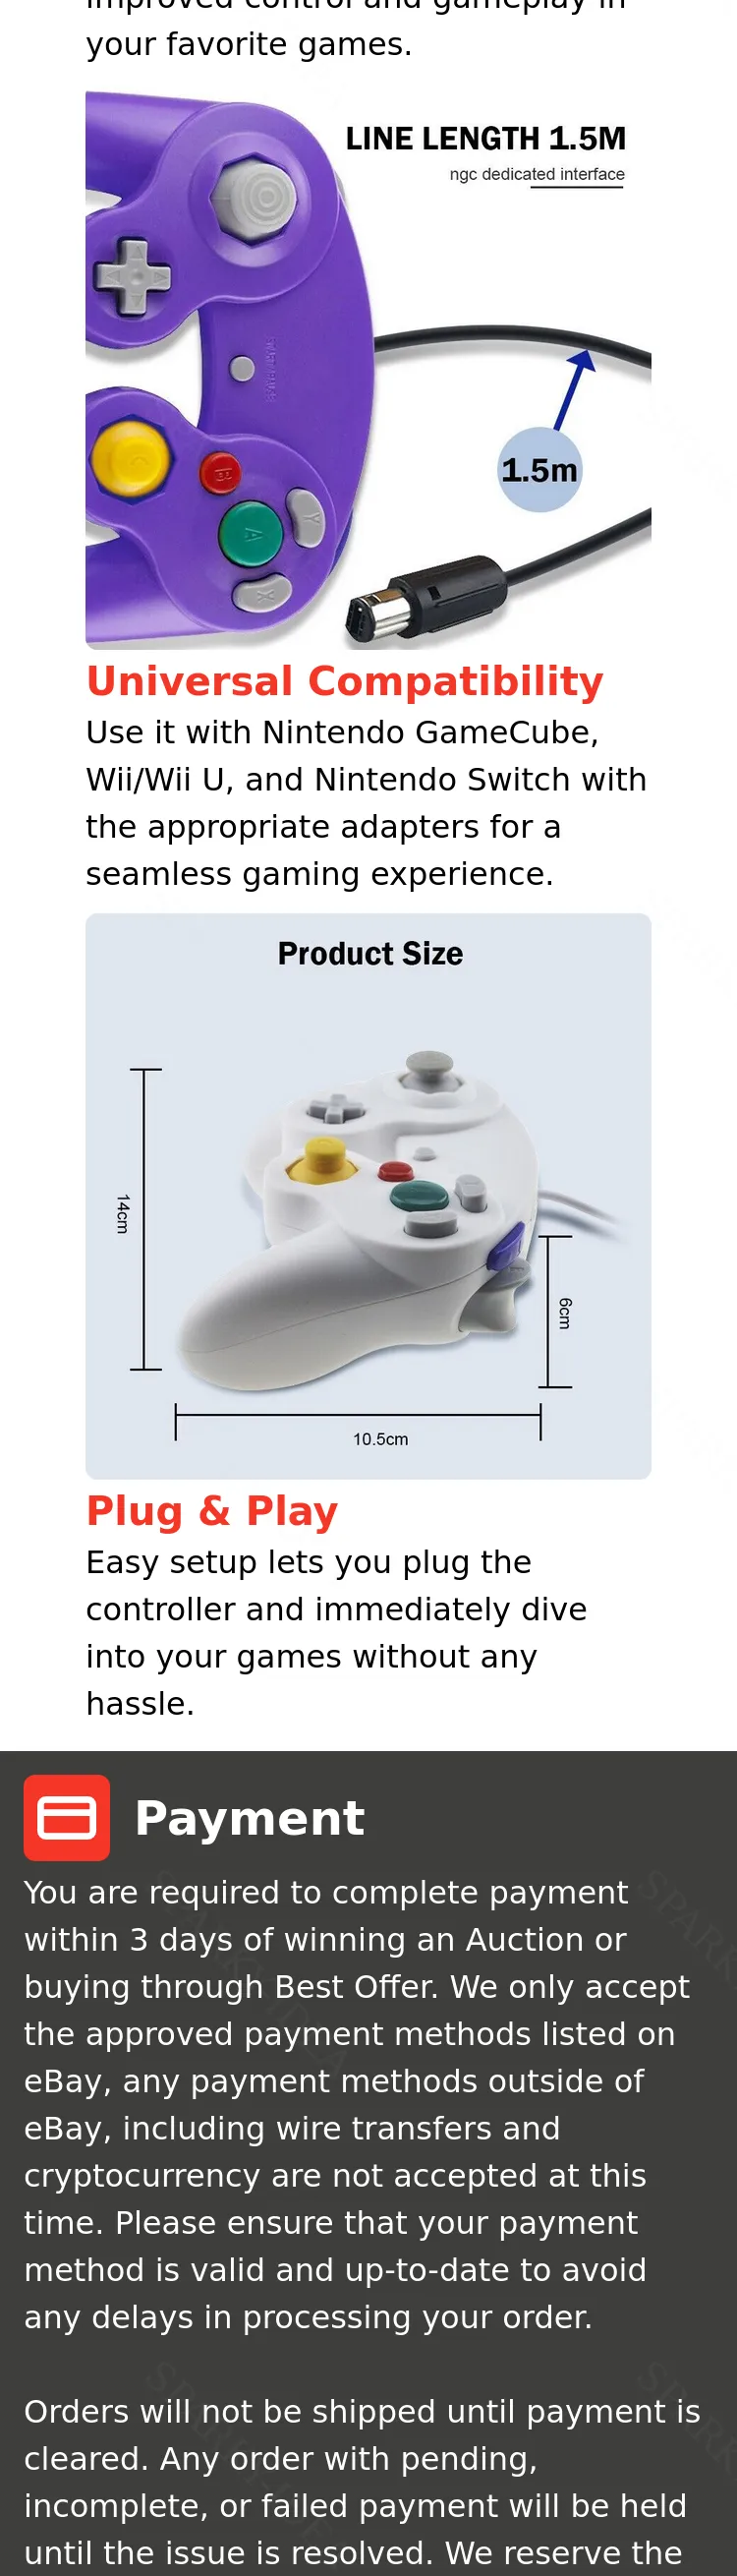 improved control and gameplay in
your favorite games.
LINE LENGTH 1.5M
ngc dedicated interface
START/PAUSE
C
B
A
Y
X
1.5m
Universal Compatibility
Use it with Nintendo GameCube,
Wii/Wii U, and Nintendo Switch with
the appropriate adapters for a
seamless gaming experience.
Product Size
14cm
6cm
10.5cm
Plug & Play
Easy setup lets you plug the
controller and immediately dive
into your games without any
hassle.
Payment
You are required to complete payment
within 3 days of winning an Auction or
buying through Best Offer. We only accept
the approved payment methods listed on
eBay, any payment methods outside of
eBay, including wire transfers and
cryptocurrency are not accepted at this
time. Please ensure that your payment
method is valid and up-to-date to avoid
any delays in processing your order.
Orders will not be shipped until payment is
cleared. Any order with pending,
incomplete, or failed payment will be held
until the issue is resolved. We reserve the